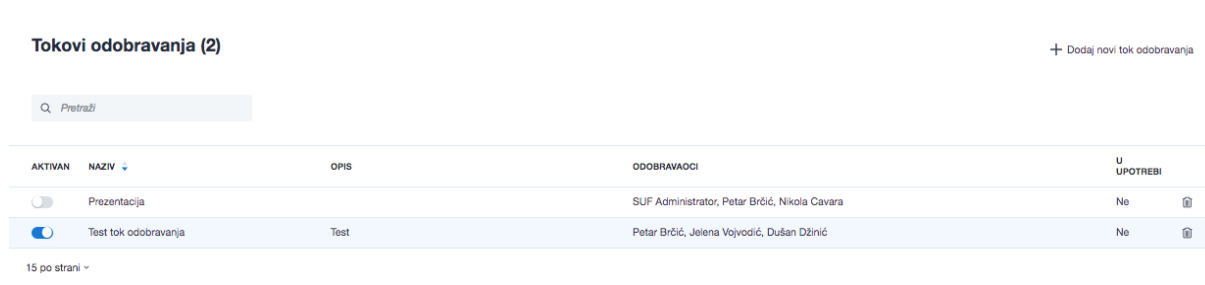 Tokovi odobravanja (2)
Dodaj novi tok odobravanja
Pretraži
AKTIVAN NAZIV OPIS ODOBRAVAOCI U UPOTREBI
Prezentacija SUF Administrator, Petar Brčić, Nikola Cavara Ne
Test tok odobravanja Test Petar Brčić, Jelena Vojvodić, Dušan Džinić Ne
15 po strani